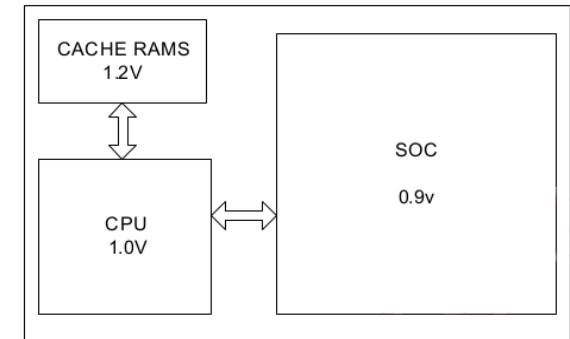 CACHE RAMS
1.2V
SOC
0.9v
CPU
1.0V